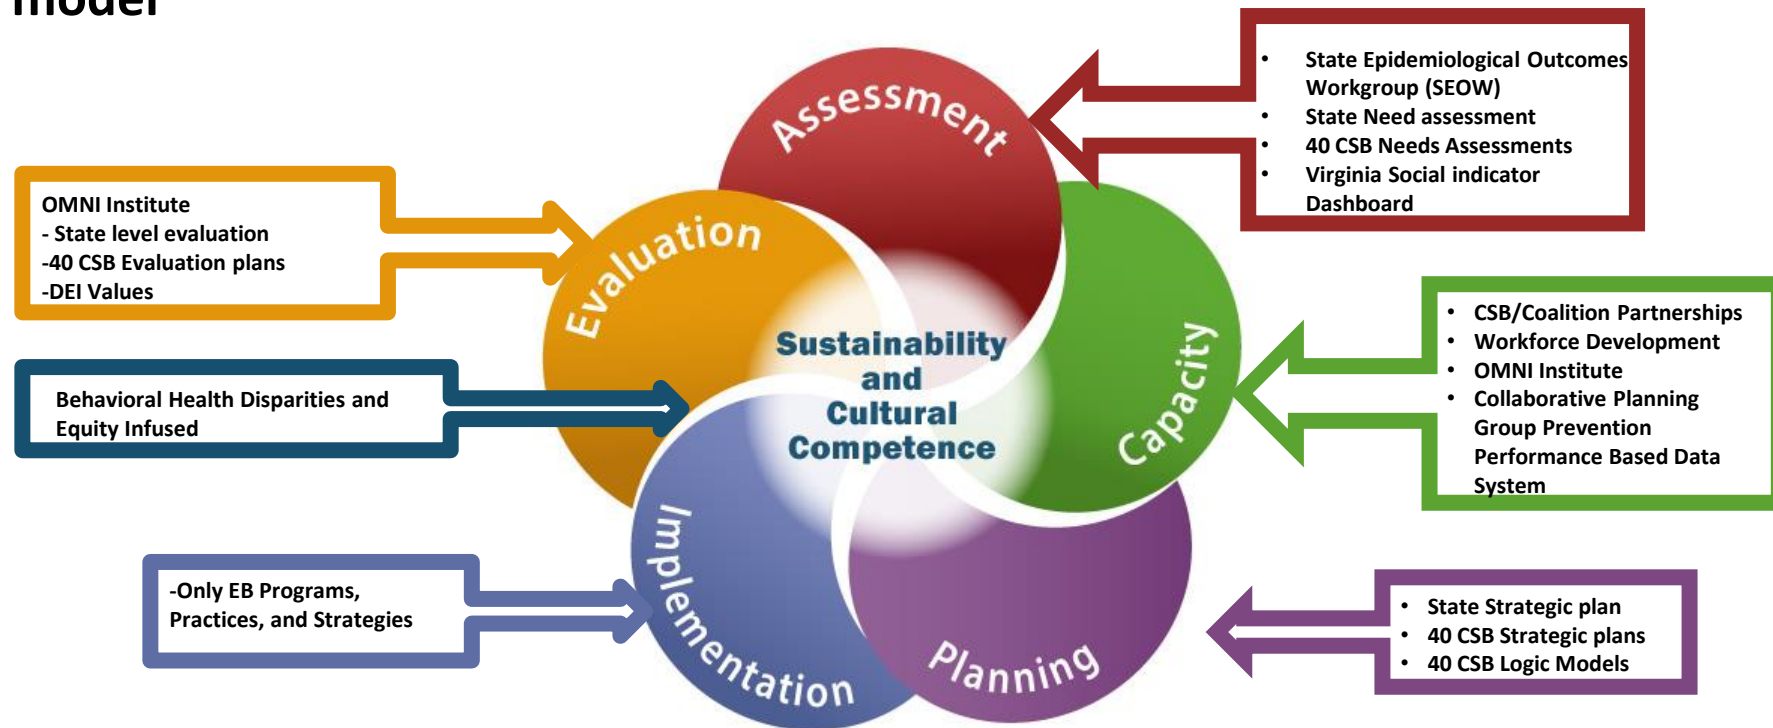 model
Assessment
• State Epidemiological Outcomes
Workgroup (SEOW)
• State Need assessment
• 40 CSB Needs Assessments
• Virginia Social indicator
Dashboard
OMNI Institute
- State level evaluation
-40 CSB Evaluation plans
-DEI Values
Evaluation
Sustainability
and
Cultural
Competence
Capacity
• CSB/Coalition Partnerships
• Workforce Development
• OMNI Institute
• Collaborative Planning
Group Prevention
Performance Based Data
System
Behavioral Health Disparities and
Equity Infused
-Only EB Programs,
Practices, and Strategies
Implementation
Planning
• State Strategic plan
• 40 CSB Strategic plans
• 40 CSB Logic Models